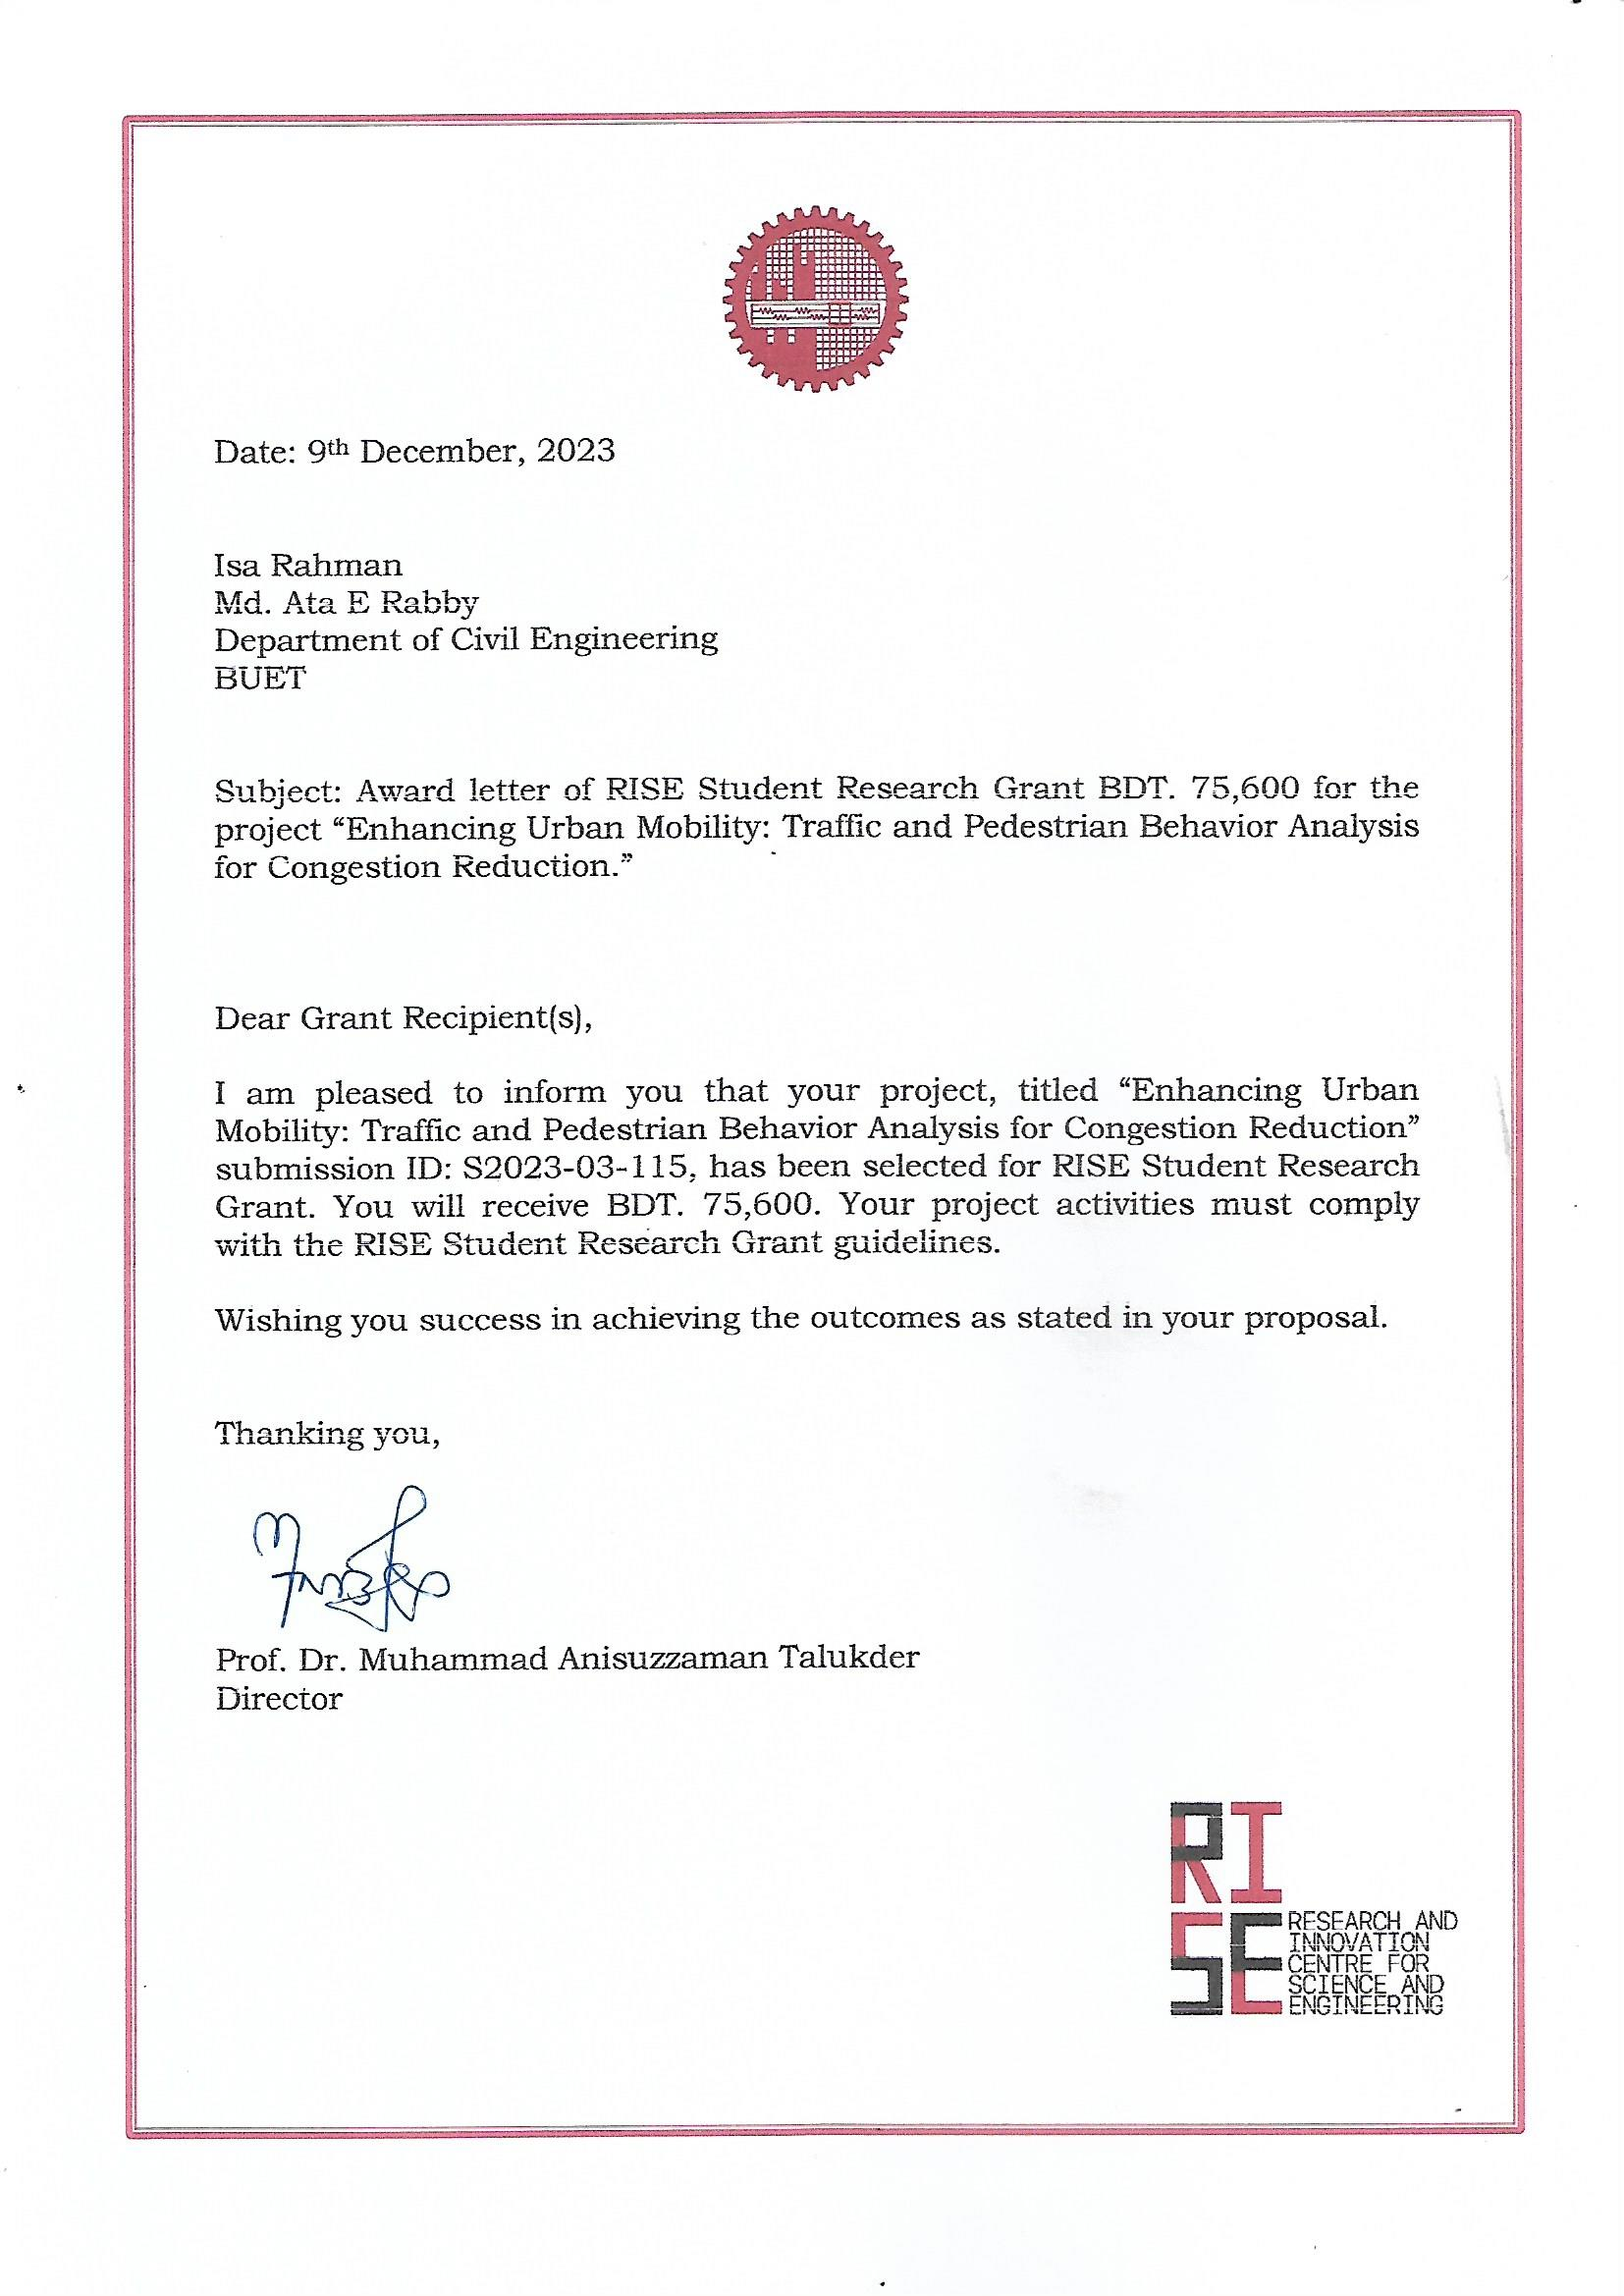 Date: 9th December, 2023
Isa Rahman
Md. Ata E Rabby
Department of Civil Engineering
BUET
Subject: Award letter of RISE Student Research Grant BDT. 75,600 for the
project “Enhancing Urban Mobility: Traffic and Pedestrian Behavior Analysis
for Congestion Reduction.”
Dear Grant Recipient(s),
I am pleased to inform you that your project, titled “Enhancing Urban
Mobility: Traffic and Pedestrian Behavior Analysis for Congestion Reduction”
submission ID: S2023-03-115, has been selected for RISE Student Research
Grant. You will receive BDT. 75,600. Your project activities must comply
with the RISE Student Research Grant guidelines.
Wishing you success in achieving the outcomes as stated in your proposal.
Thanking you,
Prof. Dr. Muhammad Anisuzzaman Talukder
Director
RI
SE
RESEARCH AND
INNOVATION
CENTRE FOR
SCIENCE AND
ENGINEERING